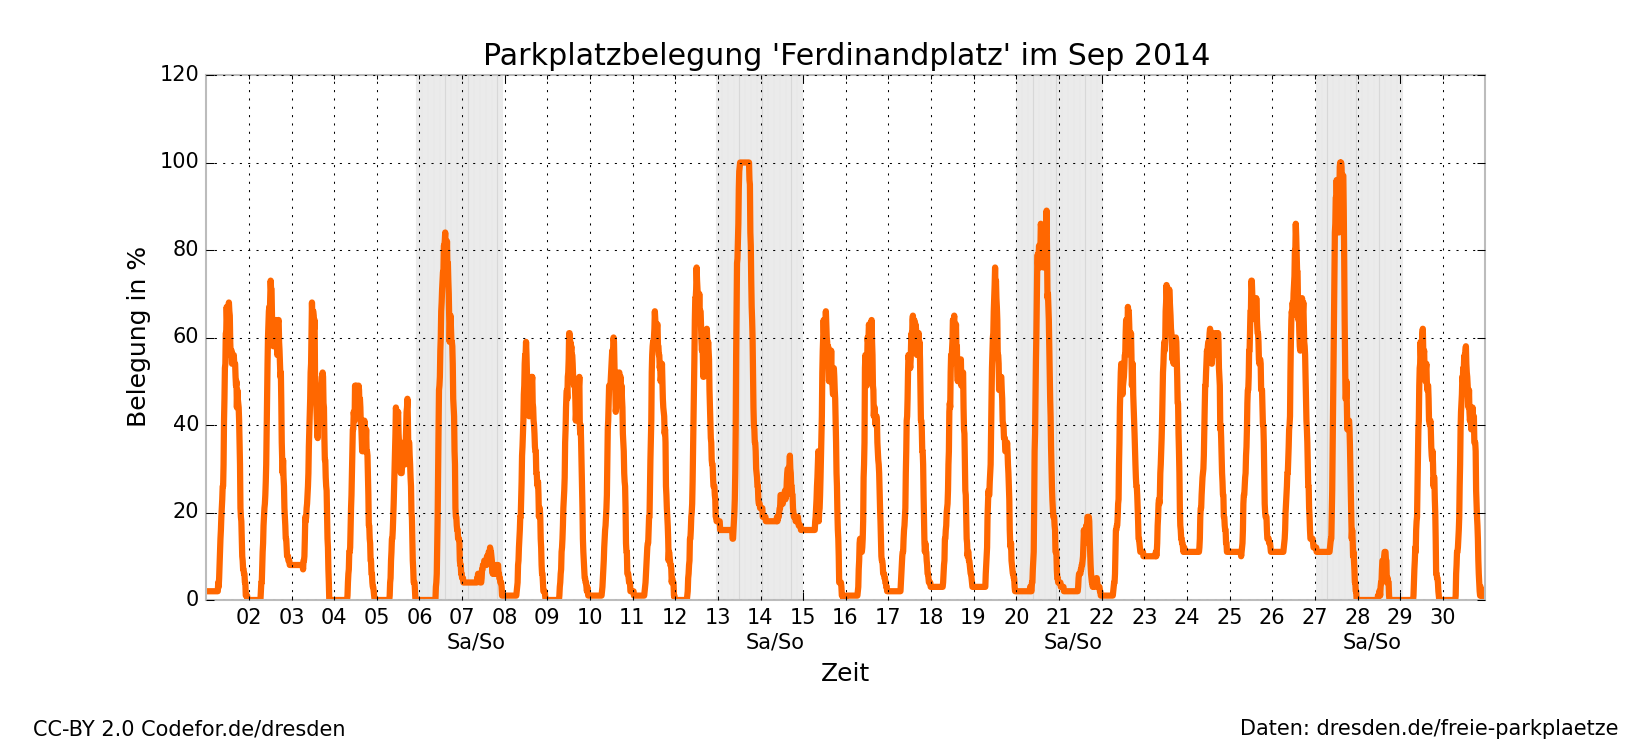 Parkplatzbelegung 'Ferdinandplatz' im Sep 2014
Belegung in %
120
100
80
60
40
20
0
02 03 04 05 06 07 08 09 10 11 12 13 14 15 16 17 18 19 20 21 22 23 24 25 26 27 28 29 30
Sa/So Sa/So Sa/So Sa/So
Zeit
CC-BY 2.0 Codefor.de/dresden
Daten: dresden.de/freie-parkplaetze